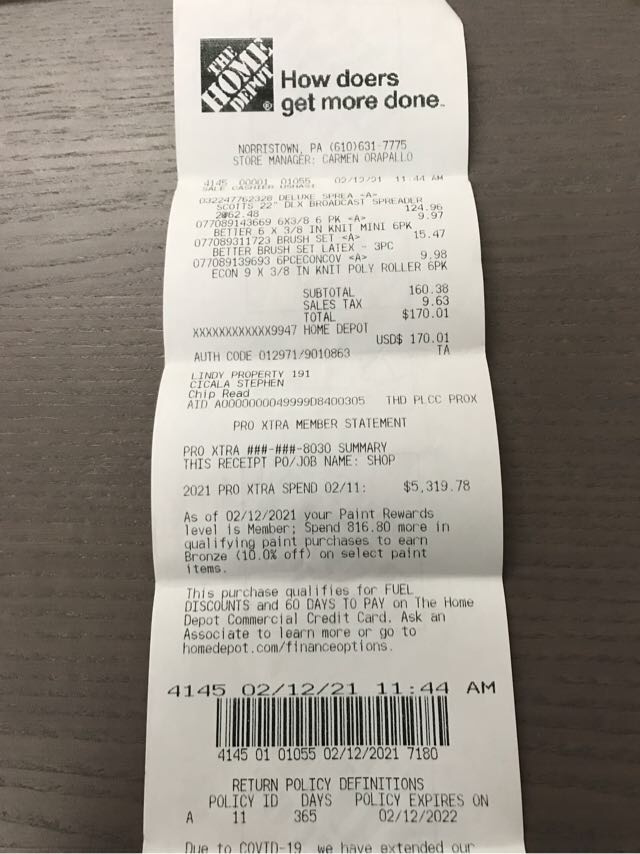 THE
HOME
DEPOT
®
How doers
get more done™
NORRISTOWN, PA (610)631-7775
STORE MANAGER: CARMEN ORAPALLO
4145 00001 01055 02/12/21 11:44 AM
SALE CASHIER
032247762328 DELUXE SPREA <A>
SCOTTS 22" DLX BROADCAST SPREADER
2@62.48 124.96
077089143669 6X3/8 6 PK <A> 9.97
BETTER 6 X 3/8 IN KNIT MINI 6PK
077089311723 BRUSH SET <A> 15.47
BETTER BRUSH SET LATEX - 3PC
077089139693 6PCECONCOV <A> 9.98
ECON 9 X 3/8 IN KNIT POLY ROLLER 6PK
SUBTOTAL 160.38
SALES TAX 9.63
TOTAL $170.01
XXXXXXXXXXXX9947 HOME DEPOT
USD$ 170.01
AUTH CODE 012971/9010863 TA
LINDY PROPERTY 191
CICALA STEPHEN
Chip Read
AID A0000000049999D8400305 THD PLCC PROX
PRO XTRA MEMBER STATEMENT
PRO XTRA ###-###-8030 SUMMARY
THIS RECEIPT PO/JOB NAME: SHOP
2021 PRO XTRA SPEND 02/11: $5,319.78
As of 02/12/2021 your Paint Rewards
level is Member; Spend 816.80 more in
qualifying paint purchases to earn
Bronze (10.0% off) on select paint
items.
This purchase qualifies for FUEL
DISCOUNTS and 60 DAYS TO PAY on The Home
Depot Commercial Credit Card. Ask an
Associate to learn more or go to
homedepot.com/financeoptions.
4145 02/12/21 11:44 AM
4145 01 01055 02/12/2021 7180
RETURN POLICY DEFINITIONS
POLICY ID DAYS POLICY EXPIRES ON
A 11 365 02/12/2022
Due to COVID-19 we have extended our